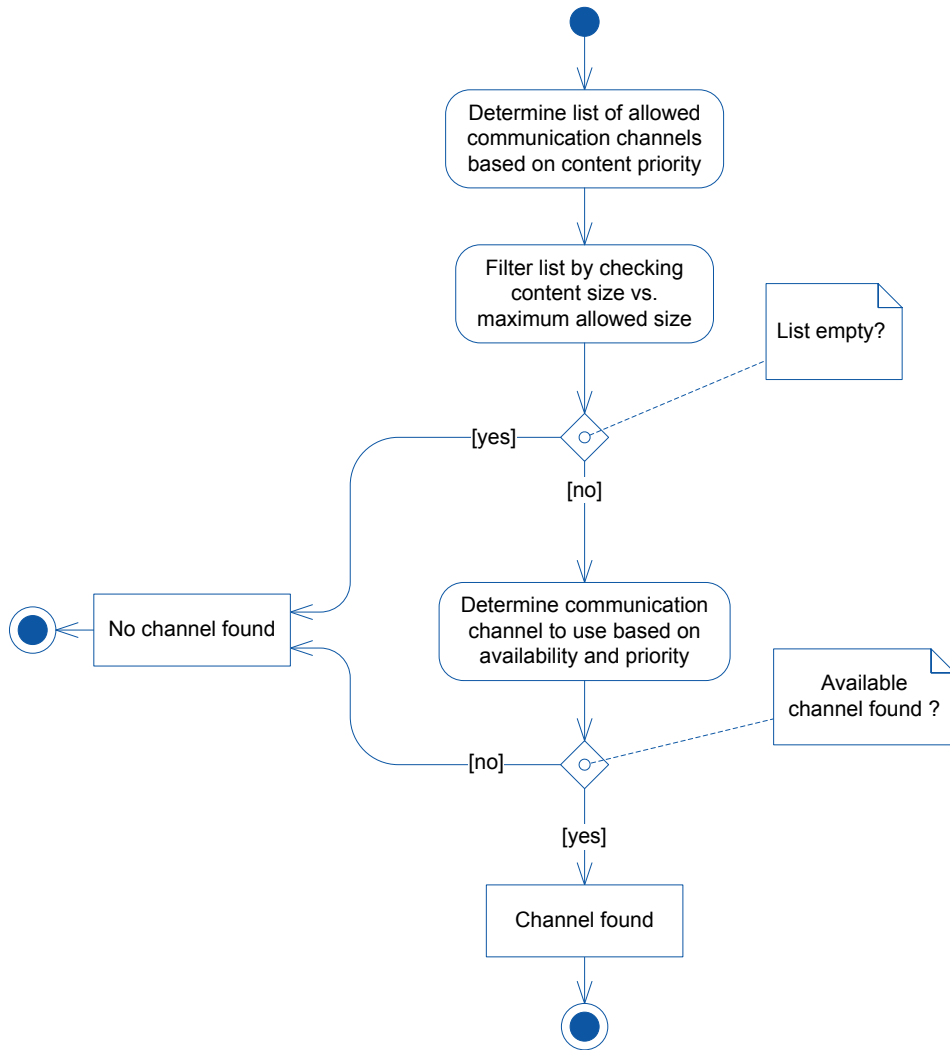 Determine list of allowed
communication channels
based on content priority
Filter list by checking
content size vs.
maximum allowed size
List empty?
[yes]
[no]
No channel found
Determine communication
channel to use based on
availability and priority
Available
channel found ?
[no]
[yes]
Channel found